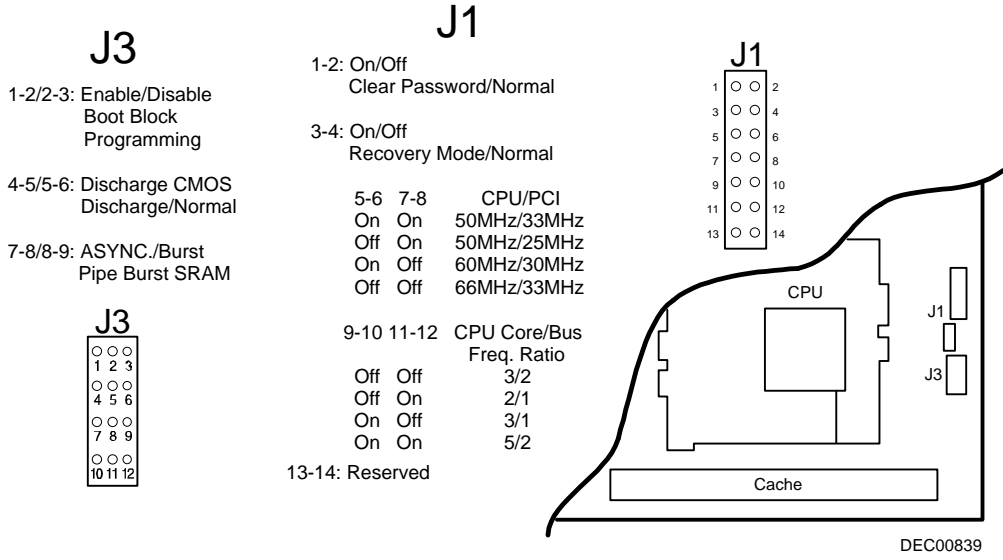 J3
1-2/2-3: Enable/Disable
Boot Block
Programming
4-5/5-6: Discharge CMOS
Discharge/Normal
7-8/8-9: ASYNC./Burst
Pipe Burst SRAM
J3
1 2 3
4 5 6
7 8 9
10 11 12
J1
1-2: On/Off
Clear Password/Normal
3-4: On/Off
Recovery Mode/Normal
5-6 7-8 CPU/PCI
On On 50MHz/33MHz
Off On 50MHz/25MHz
On Off 60MHz/30MHz
Off Off 66MHz/33MHz
9-10 11-12 CPU Core/Bus
Freq. Ratio
Off Off 3/2
Off On 2/1
On Off 3/1
On On 5/2
13-14: Reserved
J1
1 2
3 4
5 6
7 8
9 10
11 12
13 14
CPU
J1
J3
Cache
DEC00839